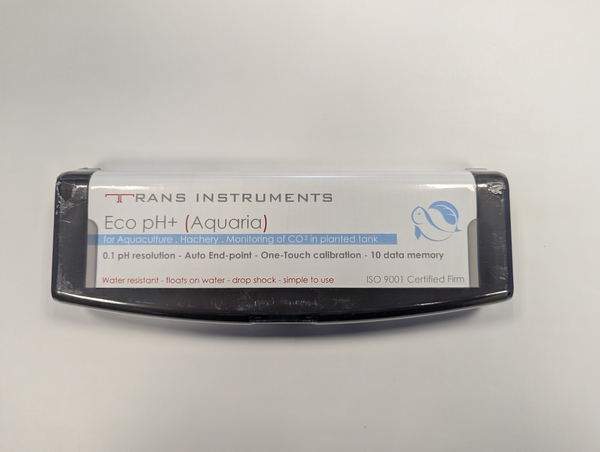 TRANS INSTRUMENTS
Eco pH+ (Aquaria)
for Aquaculture . Hachery . Monitoring of CO² in planted tank
0.1 pH resolution - Auto End-point - One-Touch calibration - 10 data memory
Water resistant - floats on water - drop shock - simple to use
ISO 9001 Certified Firm